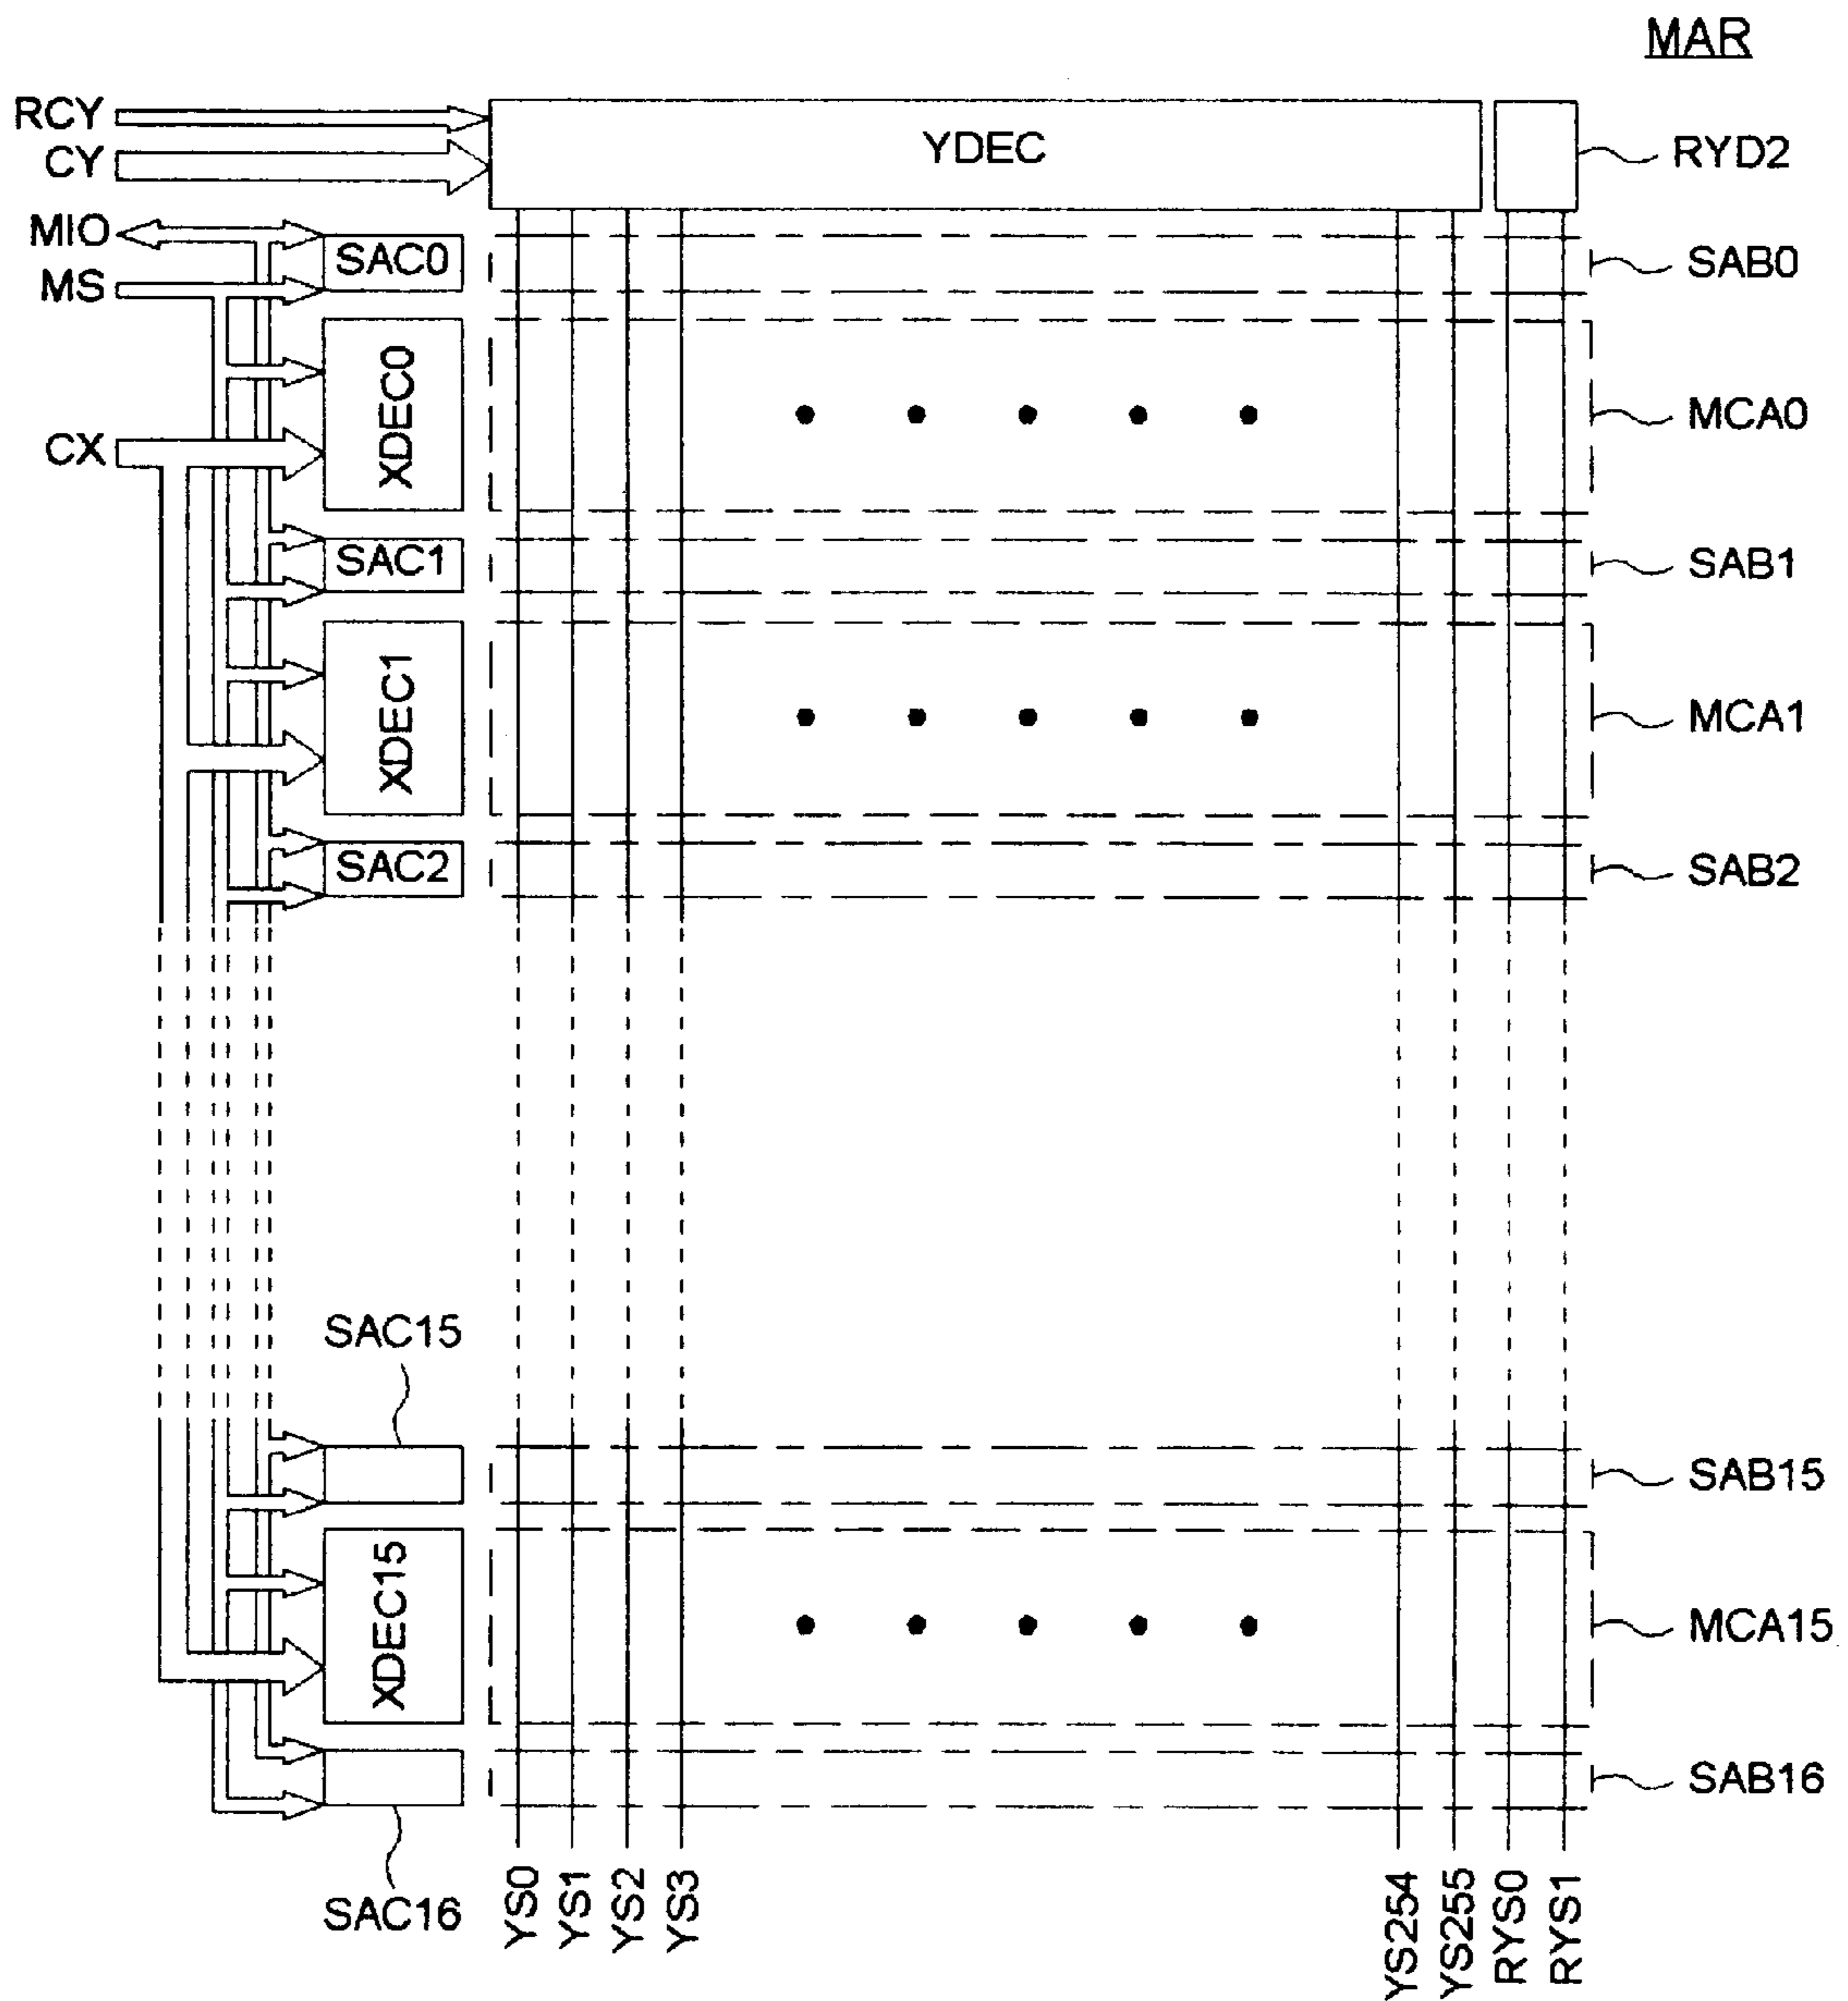 MAR
RCY
YDEC
RYD2
CY
MIO
SAC0
SAB0
MS
XDEC0
MCA0
CX
SAC1
SAB1
XDEC1
MCA1
SAC2
SAB2
SAC15
SAB15
XDEC15
MCA15
SAB16
SAC16
YS0
YS1
YS2
YS3
YS254
YS255
RYS0
RYS1